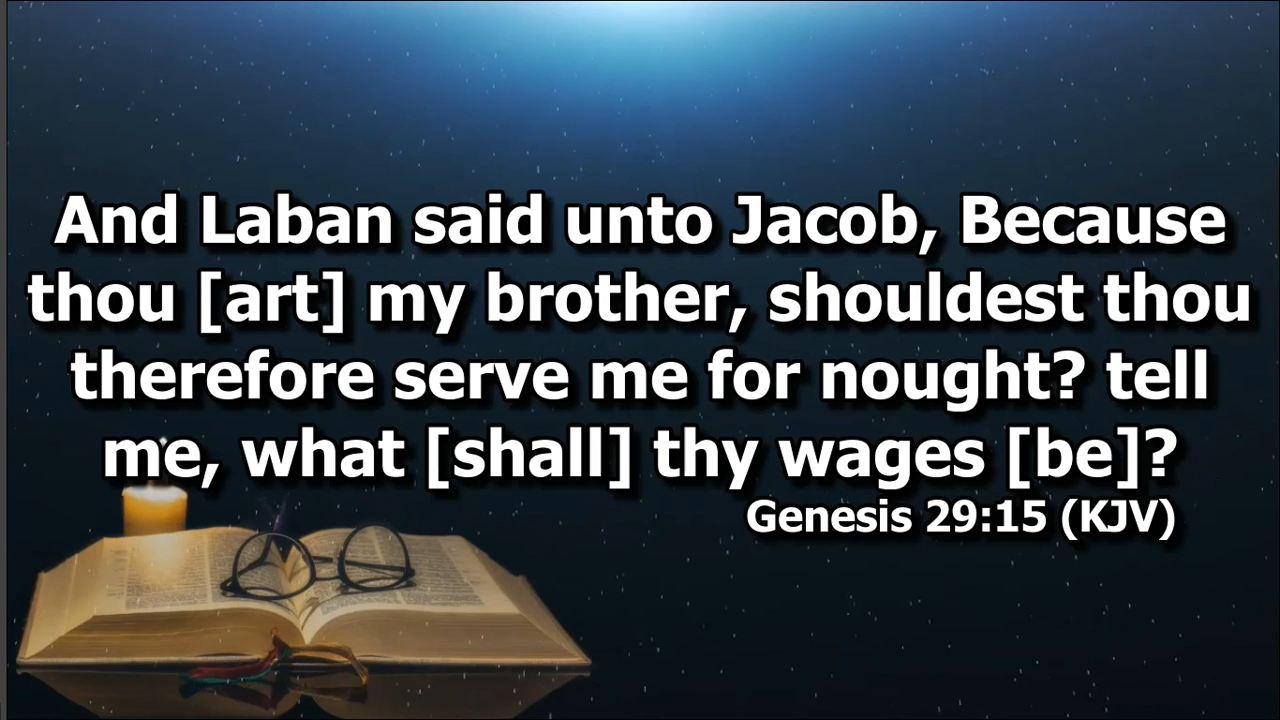 And Laban said unto Jacob, Because
thou [art] my brother, shouldest thou
therefore serve me for nought? tell
me, what [shall] thy wages [be]?
Genesis 29:15 (KJV)